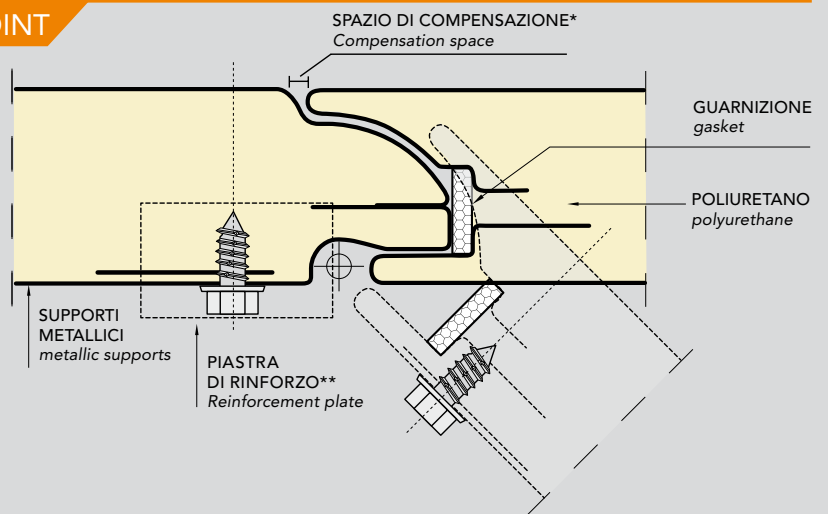 OINT
SPAZIO DI COMPENSAZIONE*
Compensation space
GUARNIZIONE
gasket
POLIURETANO
polyurethane
SUPPORTI
METALLICI
metallic supports
PIASTRA
DI RINFORZO**
Reinforcement plate